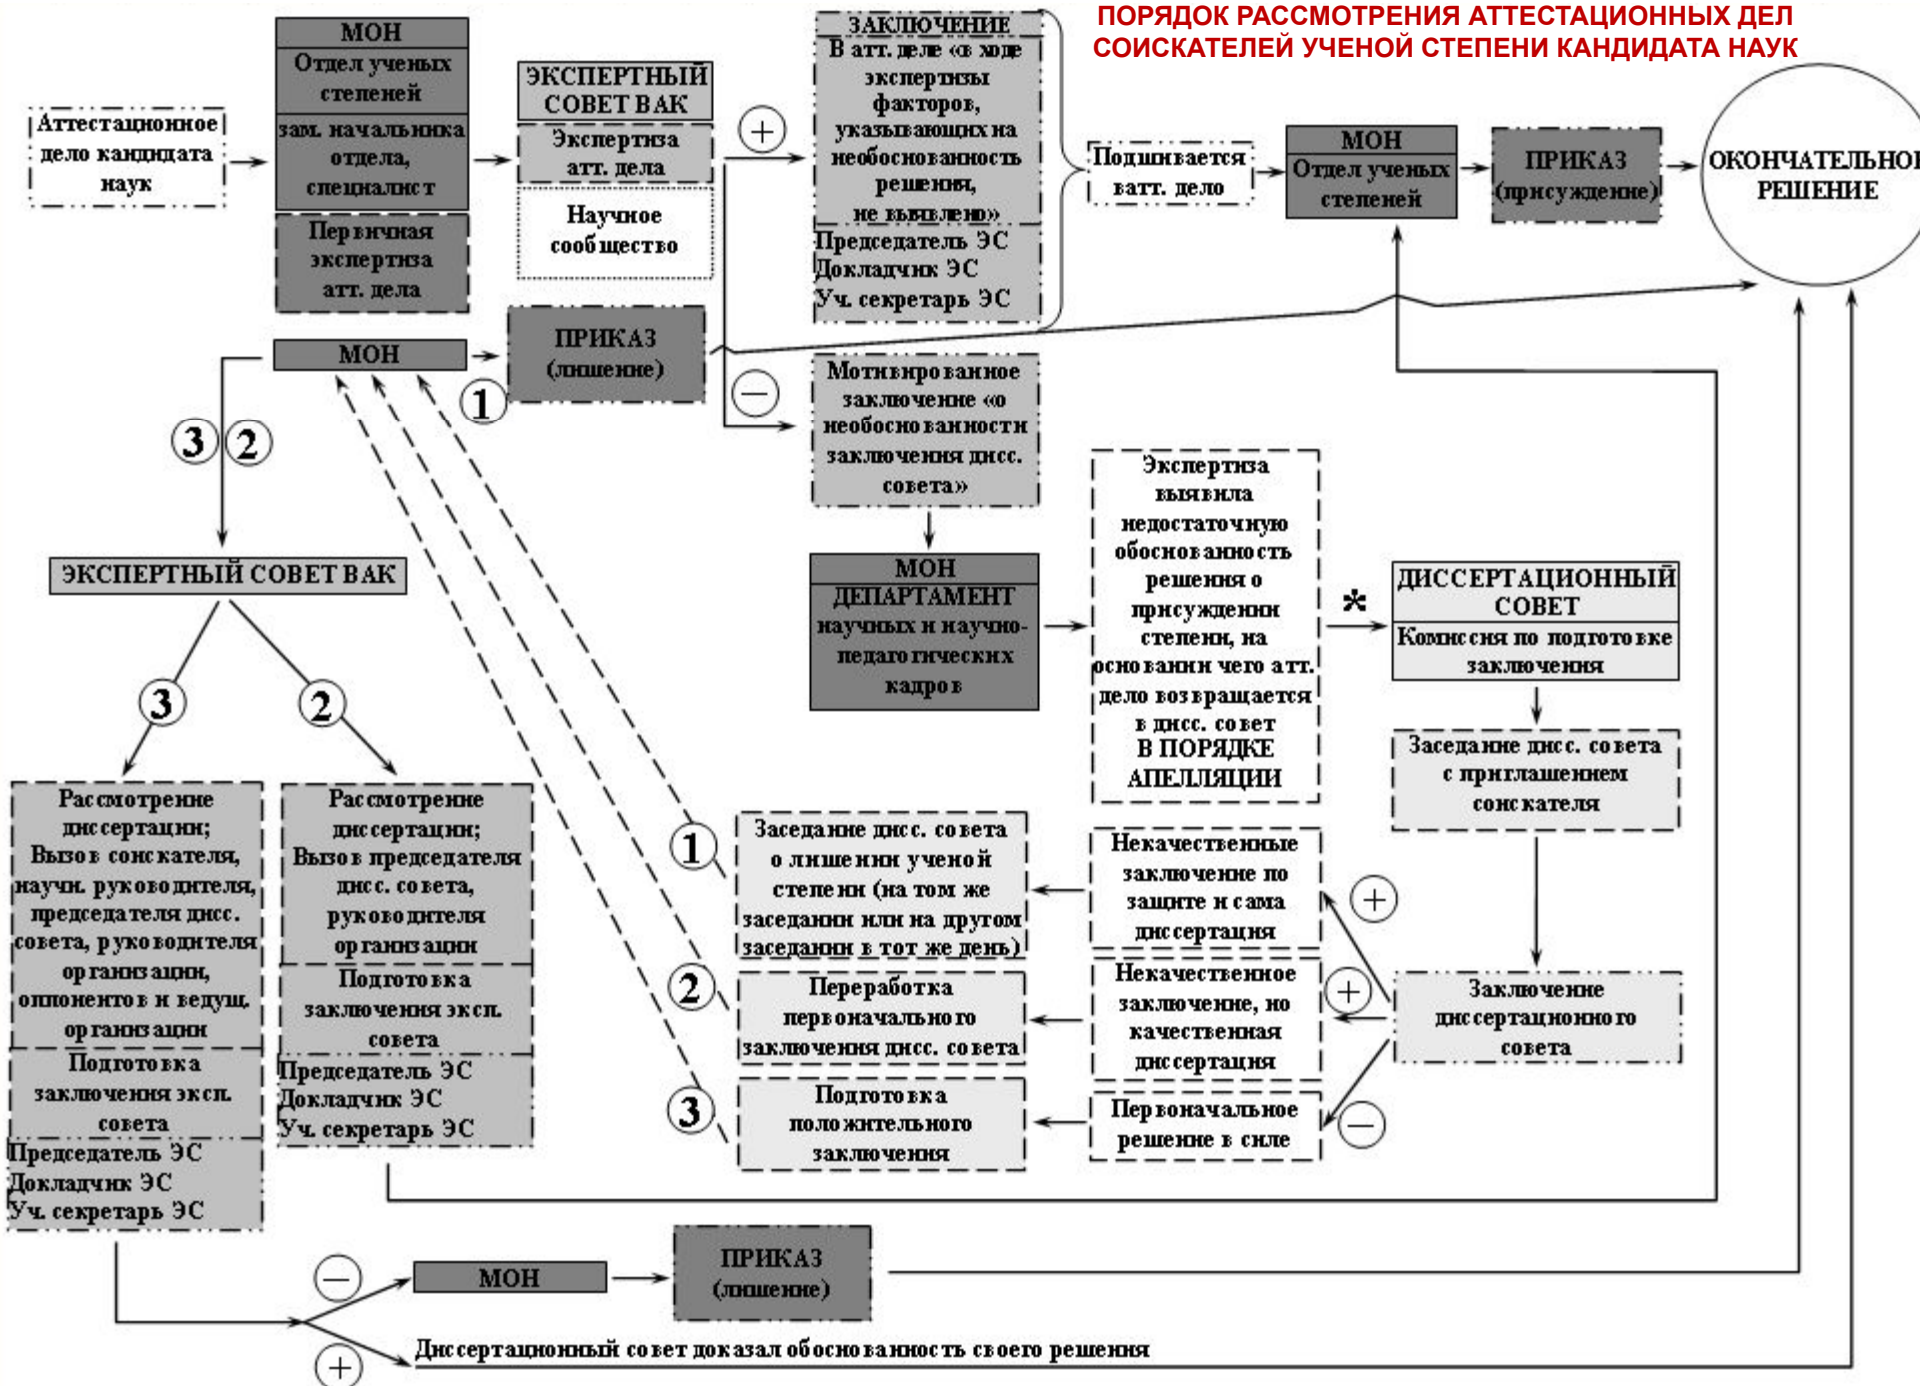 ПОРЯДОК РАССМОТРЕНИЯ АТТЕСТАЦИОННЫХ ДЕЛ
СОИСКАТЕЛЕЙ УЧЕНОЙ СТЕПЕНИ КАНДИДАТА НАУК
Аттестационное
дело кандидата
наук
МОН
Отдел ученых
степеней
зам. начальника
отдела,
специалист
Первичная
экспертиза
атт. дела
ЭКСПЕРТНЫЙ
СОВЕТ ВАК
Экспертиза
атт. дела
Научное
сообщество
+
ЗАКЛЮЧЕНИЕ
В атт. деле «в ходе
экспертизы
факторов,
указывающих на
необоснованность
решения,
не выявлено»
Председатель ЭС
Докладчик ЭС
Уч. секретарь ЭС
Подшивается
ватт. дело
МОН
Отдел ученых
степеней
ПРИКАЗ
(присуждение)
ОКОНЧАТЕЛЬНОЕ
РЕШЕНИЕ
МОН
1
ПРИКАЗ
(лишение)
—
Мотивированное
заключение «о
необоснованности
заключения дисс.
совета»
3
2
ЭКСПЕРТНЫЙ СОВЕТ ВАК
МОН
ДЕПАРТАМЕНТ
научных и научно-
педагогических
кадров
Экспертиза
выявила
недостаточную
обоснованность
решения о
присуждении
степени, на
основании чего атт.
дело возвращается
в дисс. совет
В ПОРЯДКЕ
АПЕЛЛЯЦИИ
*
ДИССЕРТАЦИОННЫЙ
СОВЕТ
Комиссия по подготовке
заключения
Заседание дисс. совета
с приглашением
соискателя
Заключение
диссертационного
совета
+
+
—
Некачественные
заключение по
защите и сама
диссертация
Некачественное
заключение, но
качественная
диссертация
Первоначальное
решение в силе
1
Заседание дисс. совета
о лишении ученой
степени (на том же
заседании или на другом
заседании в тот же день)
2
Переработка
первоначального
заключения дисс. совета
3
Подготовка
положительного
заключения
3
2
Рассмотрение
диссертации;
Вызов соискателя,
научн. руководителя,
председателя дисс.
совета, руководителя
организации,
оппонентов и ведущ.
организации
Подготовка
заключения эксп.
совета
Председатель ЭС
Докладчик ЭС
Уч. секретарь ЭС
Рассмотрение
диссертации;
Вызов председателя
дисс. совета,
руководителя
организации
Подготовка
заключения эксп.
совета
Председатель ЭС
Докладчик ЭС
Уч. секретарь ЭС
—
МОН
ПРИКАЗ
(лишение)
+
Диссертационный совет доказал обоснованность своего решения